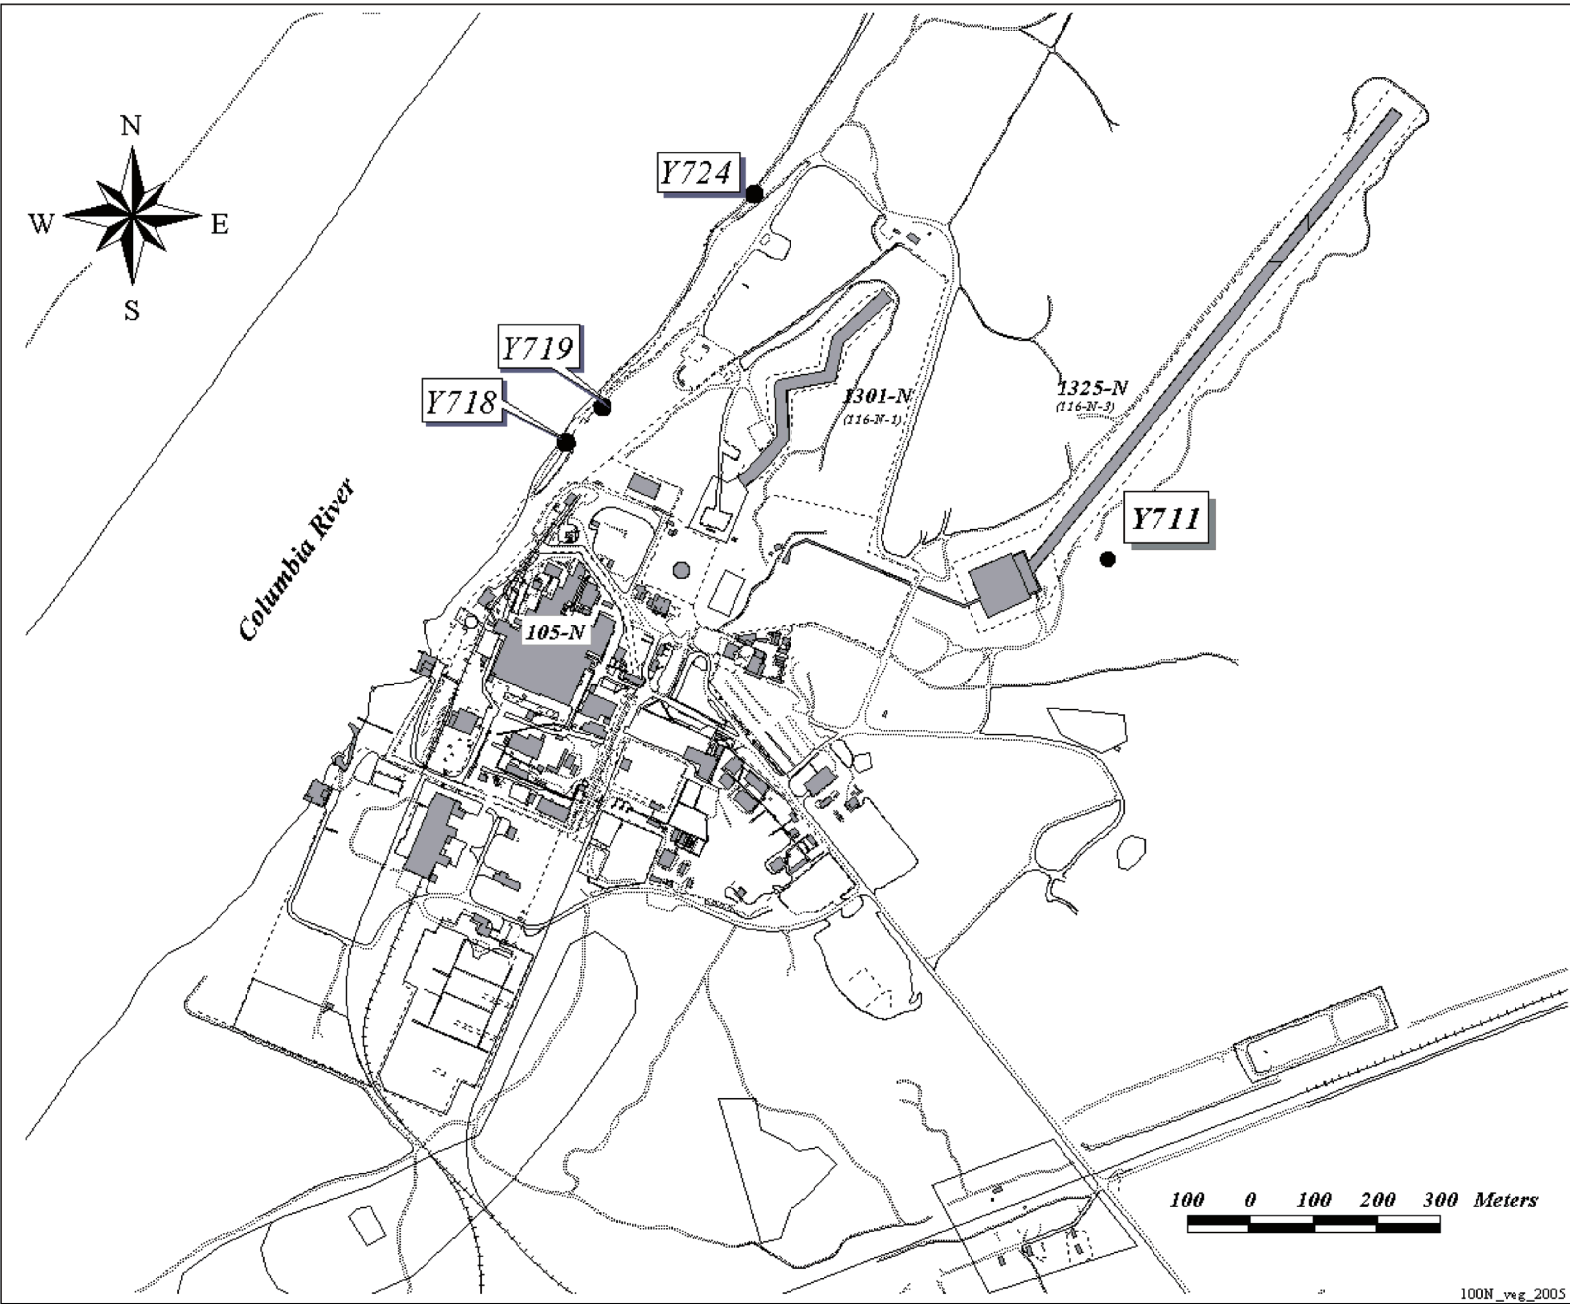 N
W E
S
Y724
Y719
Y718
1301-N
(116-N-1)
1325-N
(116-N-3)
Y711
Columbia River
105-N
100 0 100 200 300 Meters
100N_veg_2005